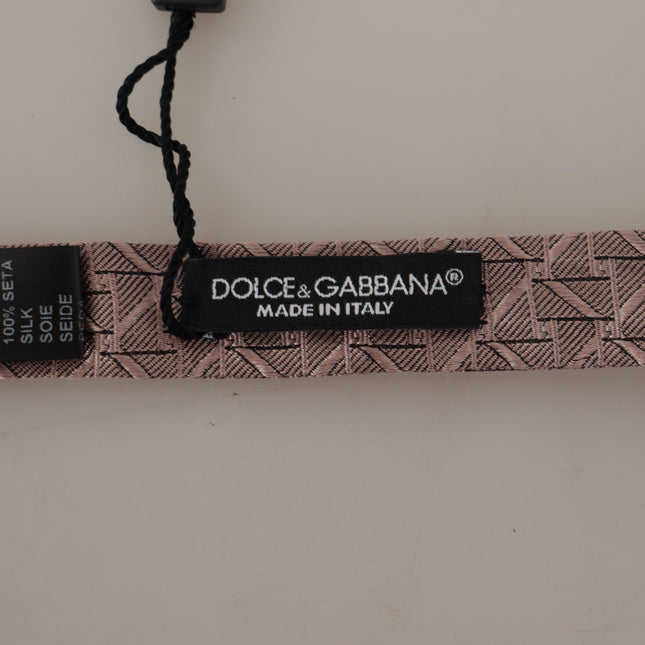 100% SETA
SILK
SOIE
SEIDE
DOLCE & GABBANA®
MADE IN ITALY